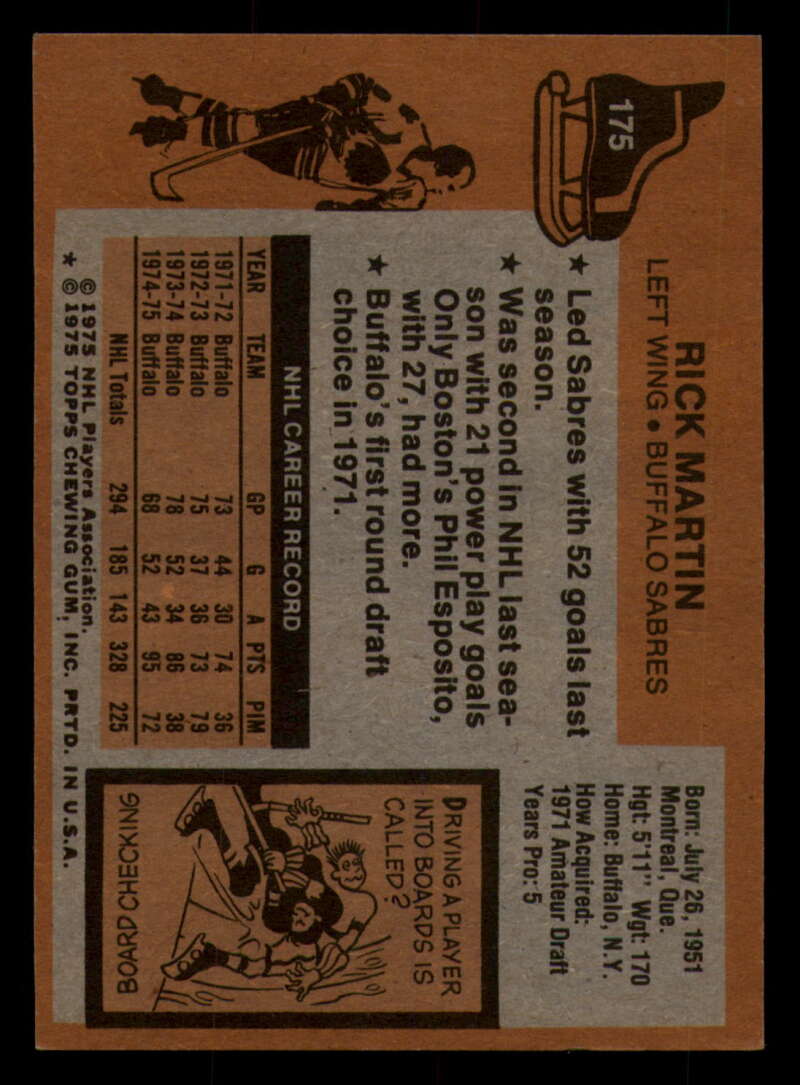 175
RICK MARTIN
LEFT WING • BUFFALO SABRES
★ Led Sabres with 52 goals last
season.
★ Was second in NHL last sea-
son with 21 power play goals
Only Boston's Phil Esposito,
with 27, had more.
★ Buffalo's first round draft
choice in 1971.
NHL CAREER RECORD
YEAR TEAM GP G A PTS PIM
1971-72 Buffalo 73 44 30 74 36
1972-73 Buffalo 75 37 36 73 79
1973-74 Buffalo 78 52 34 86 38
1974-75 Buffalo 68 52 43 95 72
NHL Totals 294 185 143 328 225
© 1975 NHL Players Association.
★ © 1975 TOPPS CHEWING GUM, INC. PRTD. IN U.S.A.
Born: July 26, 1951
Montreal, Que.
Hgt: 5'11" Wgt: 170
Home: Buffalo, N.Y.
How Acquired:
1971 Amateur Draft
Years Pro: 5
DRIVING A PLAYER
INTO BOARDS IS
CALLED?
BOARD CHECKING